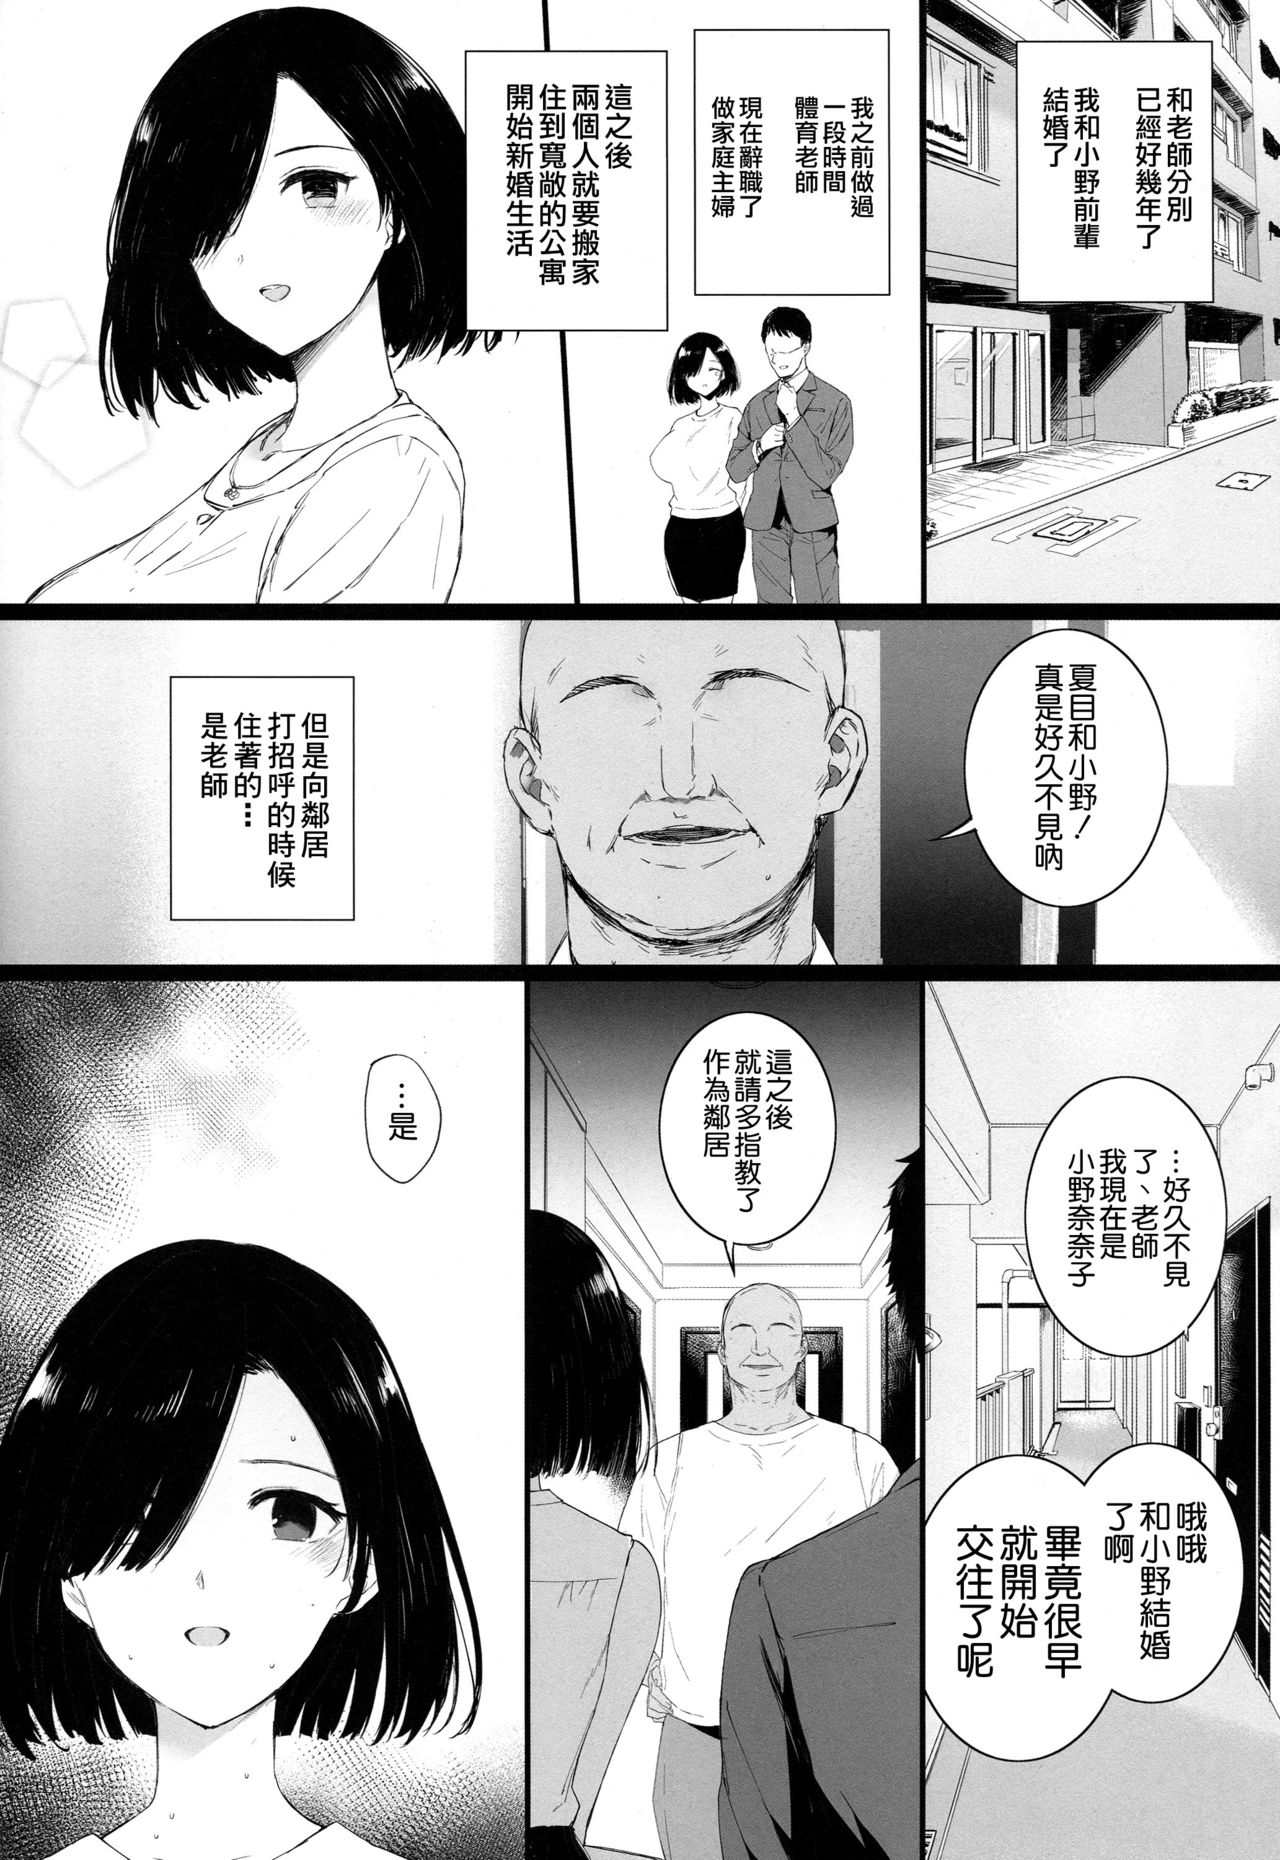 和老師分別
已經好幾年了
我和小野前輩
結婚了
我之前做過
一段時間
體育老師
現在辭職了
做家庭主婦
這之後
兩個人就要搬家
住到寬敞的公寓
開始新婚生活
夏目和小野！
真是好久不見吶
但是向鄰居
打招呼的時候
住著的…
是老師
…好久不見
了、老師
我現在是
小野奈奈子
哦哦
和小野結婚
了啊
畢竟很早
就開始
交往了呢
這之後
就請多指教了
作為鄰居
…是